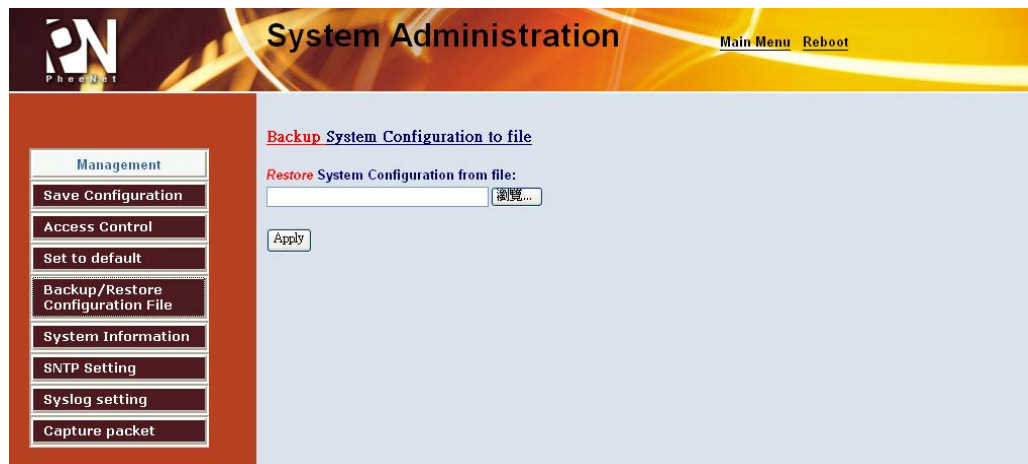 PN
PheeNet
System Administration
Main Menu Reboot
Management
Save Configuration
Access Control
Set to default
Backup/Restore
Configuration File
System Information
SNTP Setting
Syslog setting
Capture packet
Backup System Configuration to file
Restore System Configuration from file:
瀏覽...
Apply